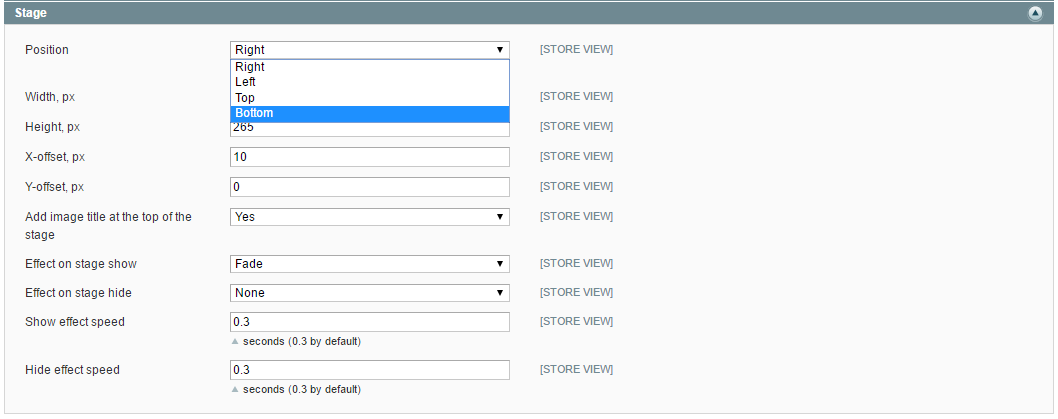 Stage
Position
Right
[STORE VIEW]
Right
Left
Top
Bottom
Width, px
[STORE VIEW]
Height, px
265
[STORE VIEW]
X-offset, px
10
[STORE VIEW]
Y-offset, px
0
[STORE VIEW]
Add image title at the top of the
stage
Yes
[STORE VIEW]
Effect on stage show
Fade
[STORE VIEW]
Effect on stage hide
None
[STORE VIEW]
Show effect speed
0.3
[STORE VIEW]
seconds (0.3 by default)
Hide effect speed
0.3
[STORE VIEW]
seconds (0.3 by default)